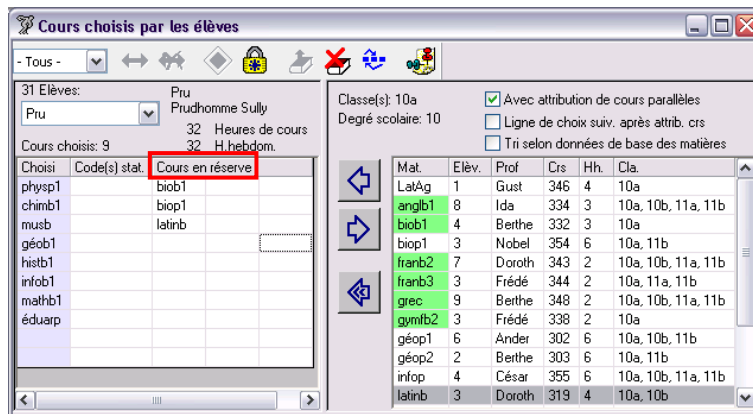 Cours choisis par les élèves
- Tous -
31 Elèves:
Pru
Pru
Prudhomme Sully
32 Heures de cours
Cours choisis: 9
32 H.hebdom.
Choisi Code(s) stat. Cours en réserve
physp1 biob1
chimb1 biop1
musb latinb
géob1
histb1
infob1
mathb1
éduarp
Classe(s): 10a
Degré scolaire: 10
Avec attribution de cours parallèles
Ligne de choix suiv. après attrib. crs
Tri selon données de base des matières
Mat. Elèv. Prof Crs Hh. Cla.
LatAg 1 Gust 346 4 10a
anglb1 8 Ida 334 3 10a, 10b, 11a, 11b
biob1 4 Berthe 332 3 10a
biop1 3 Nobel 354 6 10a, 11b
franb2 7 Doroth 343 2 10a, 10b, 11a, 11b
franb3 3 Frédé 344 2 10a, 11a, 11b
grec 9 Berthe 348 2 10a, 10b, 11a, 11b
gymfb2 3 Frédé 338 2 10a
géop1 6 Ander 302 6 10a, 10b, 11b
géop2 2 Berthe 303 6 10a, 11b
infop 4 César 355 6 10a, 10b, 11a, 11b
latinb 3 Doroth 319 4 10a, 10b